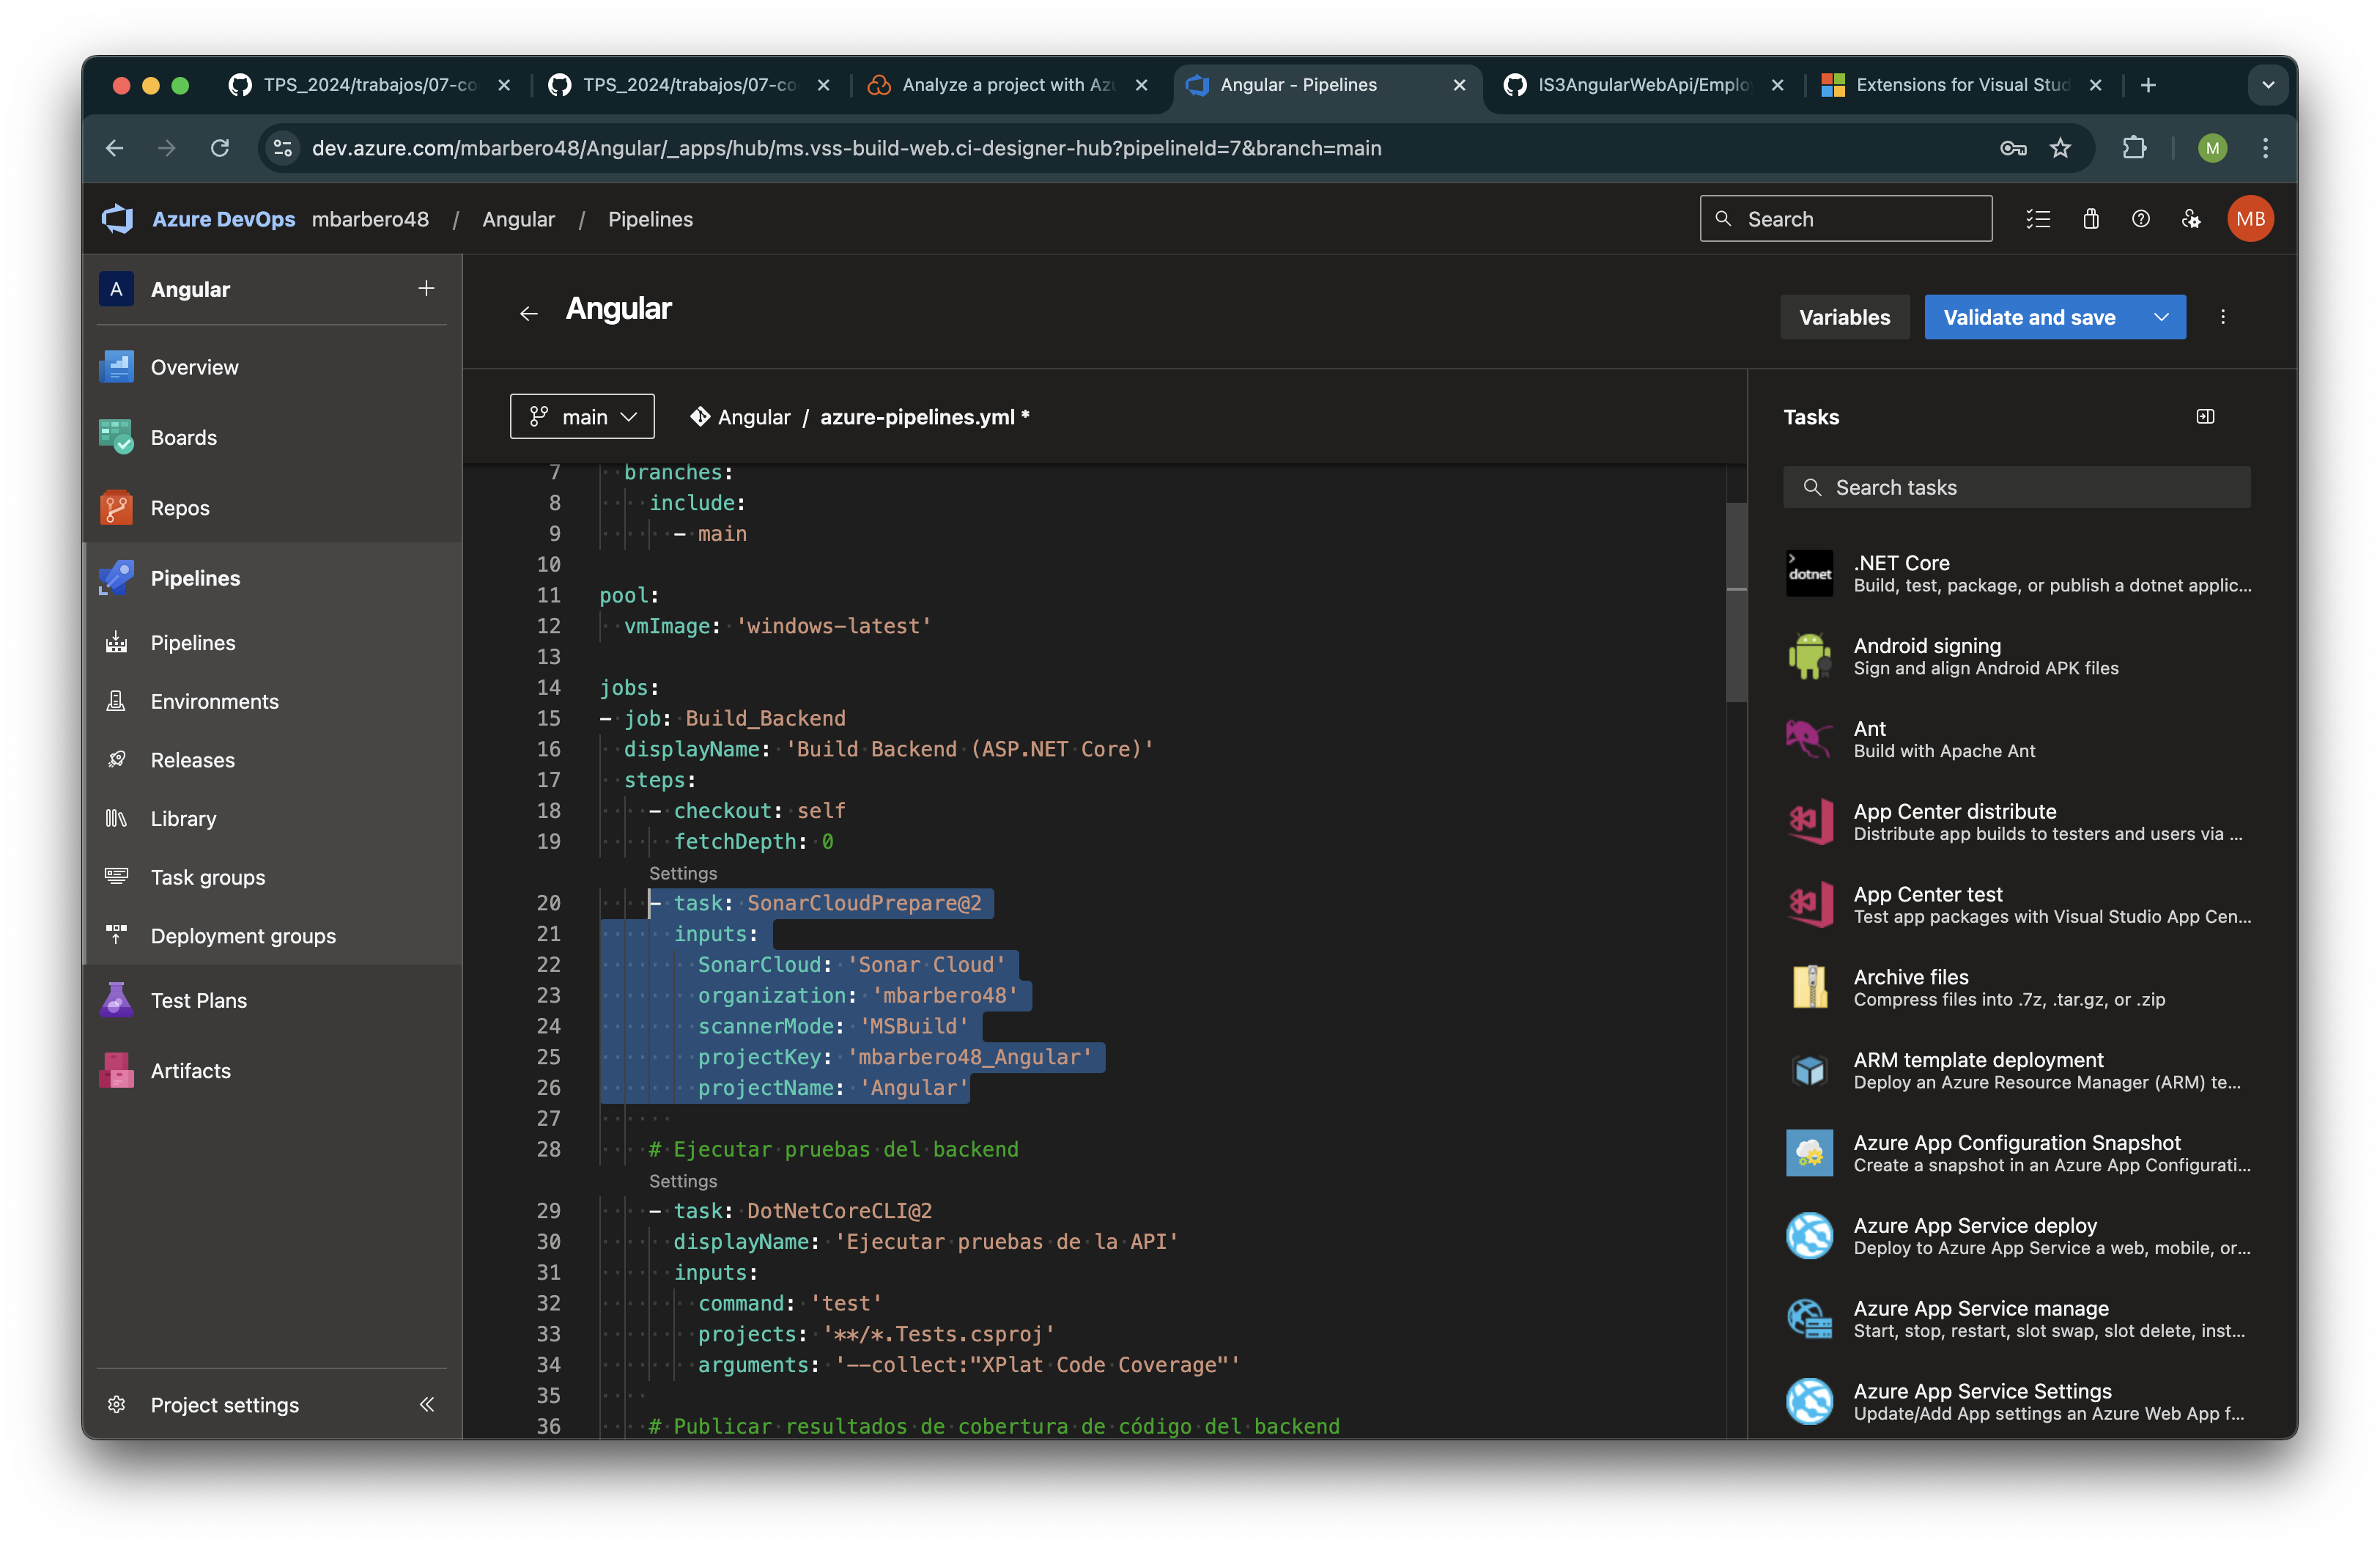 TPS_2024/trabajos/07-co
TPS_2024/trabajos/07-co
Analyze a project with Azu
Angular - Pipelines
IS3AngularWebApi/Emplo
Extensions for Visual Stud
dev.azure.com/mbarbero48/Angular/_apps/hub/ms.vss-build-web.ci-designer-hub?pipelineId=7&branch=main
M
Azure DevOps mbarbero48 / Angular / Pipelines
Search
MB
A Angular
Overview
Boards
Repos
Pipelines
Pipelines
Environments
Releases
Library
Task groups
Deployment groups
Test Plans
Artifacts
Project settings
Angular
Variables
Validate and save
main
Angular / azure-pipelines.yml *
7 branches:
8 include:
9 - main
10
11 pool:
12 vmImage: 'windows-latest'
13
14 jobs:
15 - job: Build_Backend
16 displayName: 'Build Backend (ASP.NET Core)'
17 steps:
18 - checkout: self
19 fetchDepth: 0
Settings
20 - task: SonarCloudPrepare@2
21 inputs:
22 SonarCloud: 'Sonar Cloud'
23 organization: 'mbarbero48'
24 scannerMode: 'MSBuild'
25 projectKey: 'mbarbero48_Angular'
26 projectName: 'Angular'
27
28 # Ejecutar pruebas del backend
Settings
29 - task: DotNetCoreCLI@2
30 displayName: 'Ejecutar pruebas de la API'
31 inputs:
32 command: 'test'
33 projects: '**/*.Tests.csproj'
34 arguments: '--collect:"XPlat Code Coverage"'
35
36 # Publicar resultados de cobertura de código del backend
Tasks
Search tasks
dotnet
.NET Core
Build, test, package, or publish a dotnet applic...
Android signing
Sign and align Android APK files
Ant
Build with Apache Ant
App Center distribute
Distribute app builds to testers and users via ...
App Center test
Test app packages with Visual Studio App Cen...
Archive files
Compress files into .7z, .tar.gz, or .zip
ARM template deployment
Deploy an Azure Resource Manager (ARM) te...
Azure App Configuration Snapshot
Create a snapshot in an Azure App Configurati...
Azure App Service deploy
Deploy to Azure App Service a web, mobile, or...
Azure App Service manage
Start, stop, restart, slot swap, slot delete, inst...
Azure App Service Settings
Update/Add App settings an Azure Web App f...